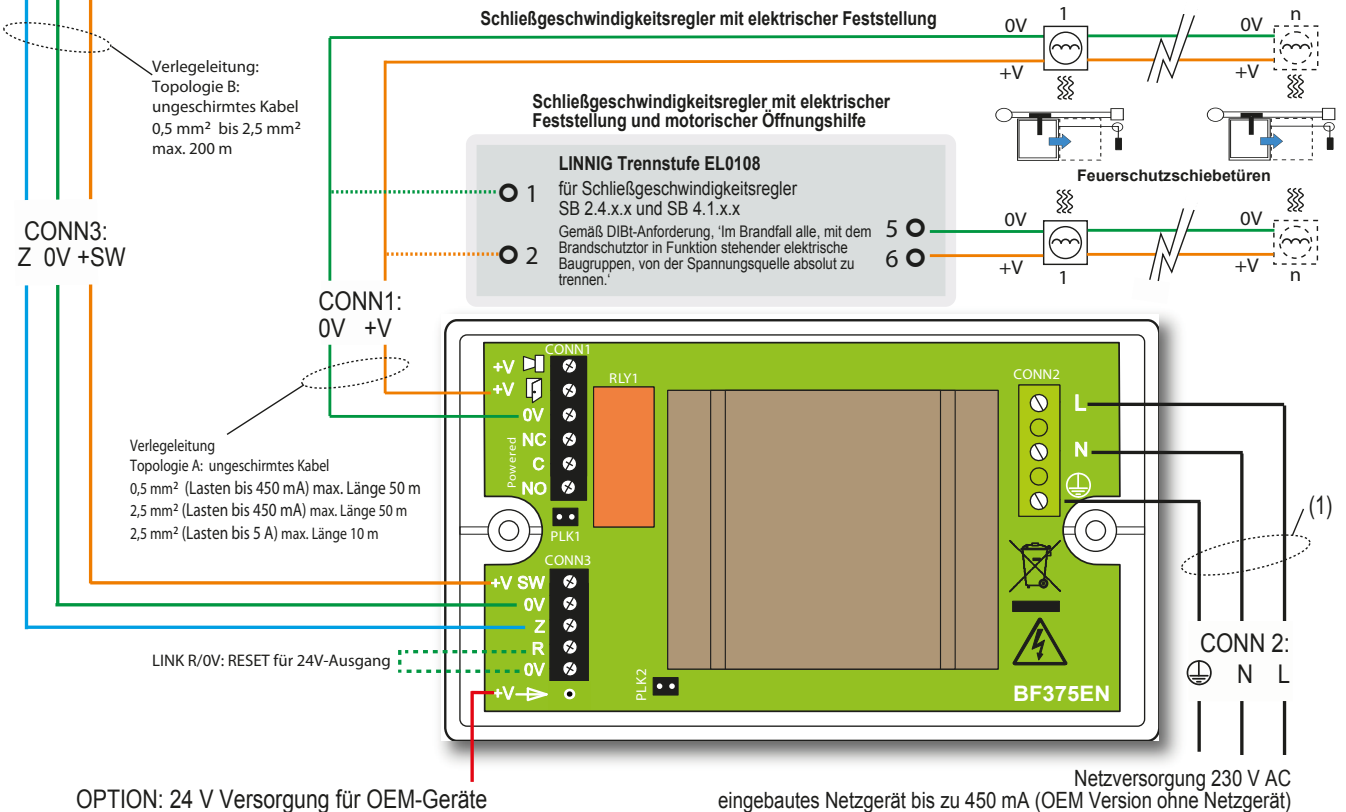 Schließgeschwindigkeitsregler mit elektrischer Feststellung
0V
1
+V
0V
n
+V
Verlegeleitung:
Topologie B:
ungeschirmtes Kabel
0,5 mm² bis 2,5 mm²
max. 200 m
Schließgeschwindigkeitsregler mit elektrischer
Feststellung und motorischer Öffnungshilfe
LINNIG Trennstufe EL0108
1
für Schließgeschwindigkeitsregler
SB 2.4.x.x und SB 4.1.x.x
2
Gemäß DIBt-Anforderung, 'Im Brandfall alle, mit dem
Brandschutztor in Funktion stehender elektrische
Baugruppen, von der Spannungsquelle absolut zu
trennen.'
5
6
Feuerschutzschiebetüren
0V
+V
1
0V
+V
n
CONN3:
Z 0V +SW
CONN1:
0V +V
Verlegeleitung
Topologie A: ungeschirmtes Kabel
0,5 mm² (Lasten bis 450 mA) max. Länge 50 m
2,5 mm² (Lasten bis 450 mA) max. Länge 50 m
2,5 mm² (Lasten bis 5 A) max. Länge 10 m
CONN1
+V
+V
0V
NC
C
NO
Powered
RLY1
PLK1
CONN3
+V SW
0V
Z
R
0V
+V
LINK R/0V: RESET für 24V-Ausgang
PLK2
CONN2
L
N
BF375EN
(1)
CONN 2:
N L
OPTION: 24 V Versorgung für OEM-Geräte
Netzversorgung 230 V AC
eingebautes Netzgerät bis zu 450 mA (OEM Version ohne Netzgerät)